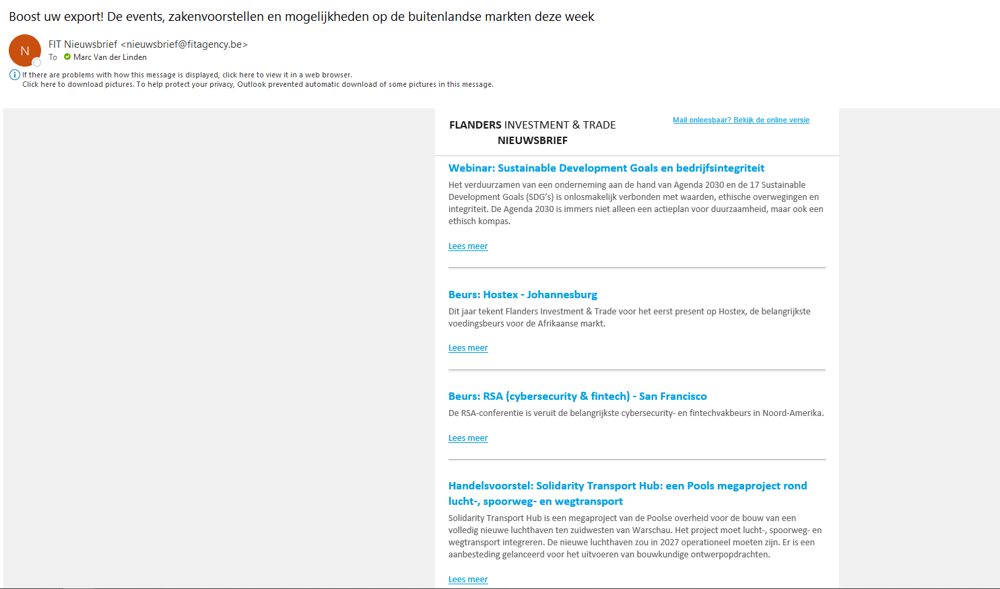 Boost uw export! De events, zakenvoorstellen en mogelijkheden op de buitenlandse markten deze week
N
FIT Nieuwsbrief <nieuwsbrief@fitagency.be>
To Marc Van der Linden
If there are problems with how this message is displayed, click here to view it in a web browser.
Click here to download pictures. To help protect your privacy, Outlook prevented automatic download of some pictures in this message.
FLANDERS INVESTMENT & TRADE
NIEUWSBRIEF
Mail onleesbaar? Bekijk de online versie
Webinar: Sustainable Development Goals en bedrijfsintegriteit
Het verduurzamen van een onderneming aan de hand van Agenda 2030 en de 17 Sustainable
Development Goals (SDG's) is onlosmakelijk verbonden met waarden, ethische overwegingen en
integriteit. De Agenda 2030 is immers niet alleen een actieplan voor duurzaamheid, maar ook een
ethisch kompas.
Lees meer
Beurs: Hostex - Johannesburg
Dit jaar tekent Flanders Investment & Trade voor het eerst present op Hostex, de belangrijkste
voedingsbeurs voor de Afrikaanse markt.
Lees meer
Beurs: RSA (cybersecurity & fintech) - San Francisco
De RSA-conferentie is veruit de belangrijkste cybersecurity- en fintechvakbeurs in Noord-Amerika.
Lees meer
Handelsvoorstel: Solidarity Transport Hub: een Pools megaproject rond
lucht-, spoorweg- en wegtransport
Solidarity Transport Hub is een megaproject van de Poolse overheid voor de bouw van een
volledig nieuwe luchthaven ten zuidwesten van Warschau. Het project moet lucht-, spoorweg- en
wegtransport integreren. De nieuwe luchthaven zou in 2027 operationeel moeten zijn. Er is een
aanbesteding gelanceerd voor het uitvoeren van bouwkundige ontwerpopdrachten.
Lees meer